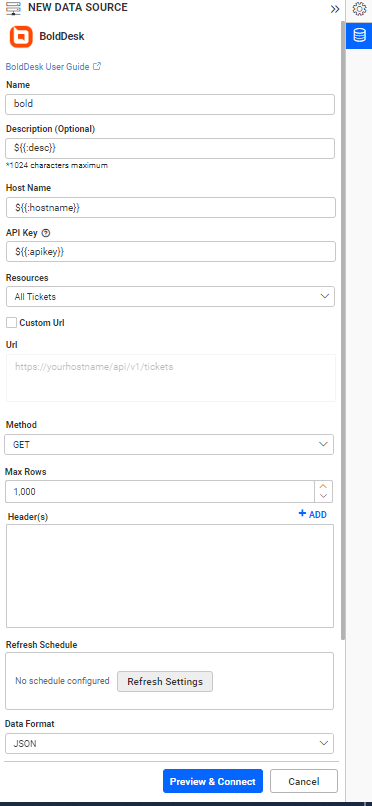 NEW DATA SOURCE
BoldDesk
BoldDesk User Guide
Name
bold
Description (Optional)
${{:desc}}
*1024 characters maximum
Host Name
${{:hostname}}
API Key
${{:apikey}}
Resources
All Tickets
Custom Url
Url
https://yourhostname/api/v1/tickets
Method
GET
Max Rows
1,000
Header(s)
+ ADD
Refresh Schedule
No schedule configured
Refresh Settings
Data Format
JSON
Preview & Connect
Cancel